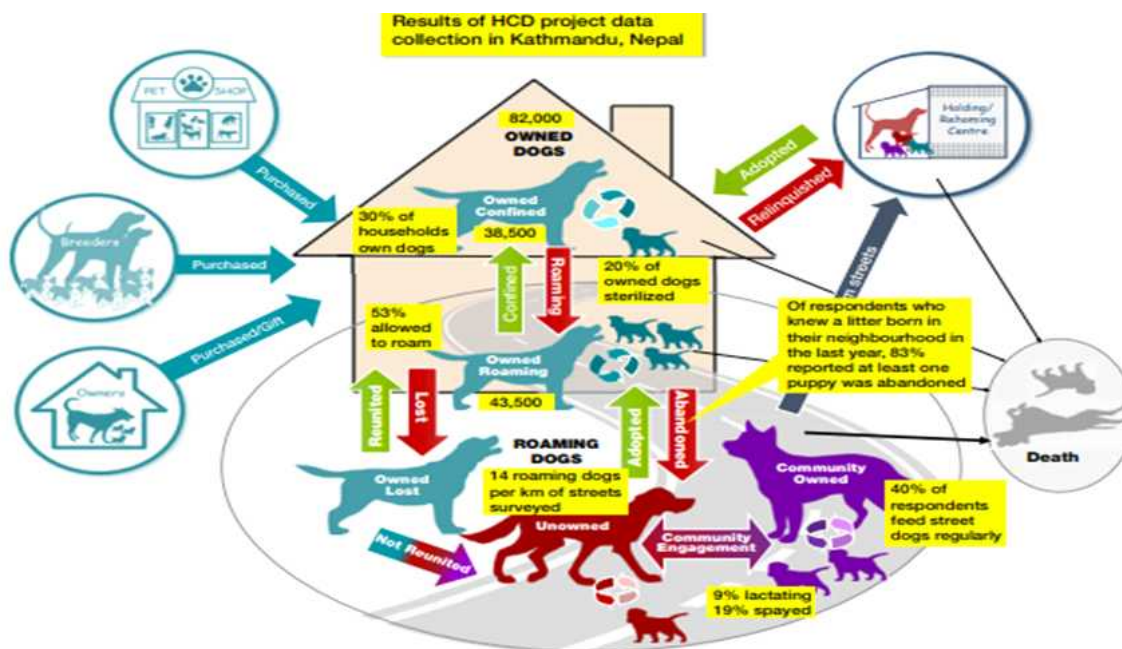 Results of HCD project data
collection in Kathmandu, Nepal
PET SHOP
Purchased
Breeders
Purchased
Purchased/Gift
Owners
82,000
OWNED
DOGS
Owned
Confined
38,500
30% of
households
own dogs
Confined
Roaming
20% of
owned dogs
sterilized
53%
allowed
to roam
Owned
Roaming
43,500
Adopted
Relinquished
Holding/
Rehoming
Centre
streets
Of respondents who
knew a litter born in
their neighbourhood in
the last year, 83%
reported at least one
puppy was abandoned
Death
Reunited
Lost
Adopted
Abandoned
ROAMING
DOGS
14 roaming dogs
per km of streets
surveyed
Owned
Lost
Not Reunited
Unowned
Community
Engagement
Community
Owned
40% of
respondents
feed street
dogs regularly
9% lactating
19% spayed